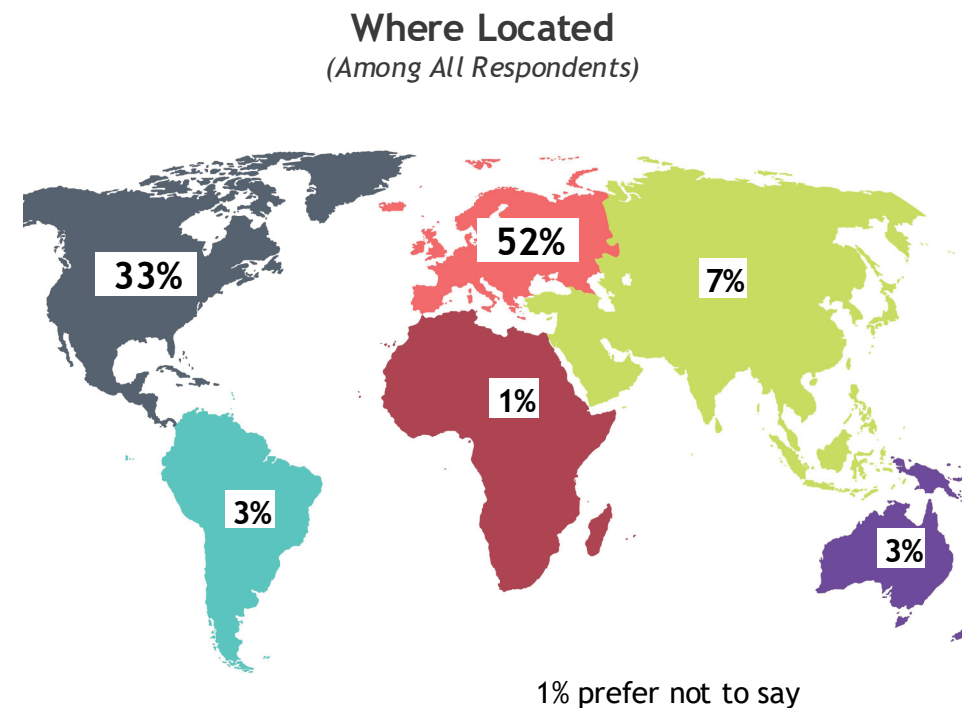 Where Located
(Among All Respondents)
52%
33%
7%
1%
3%
3%
1% prefer not to say